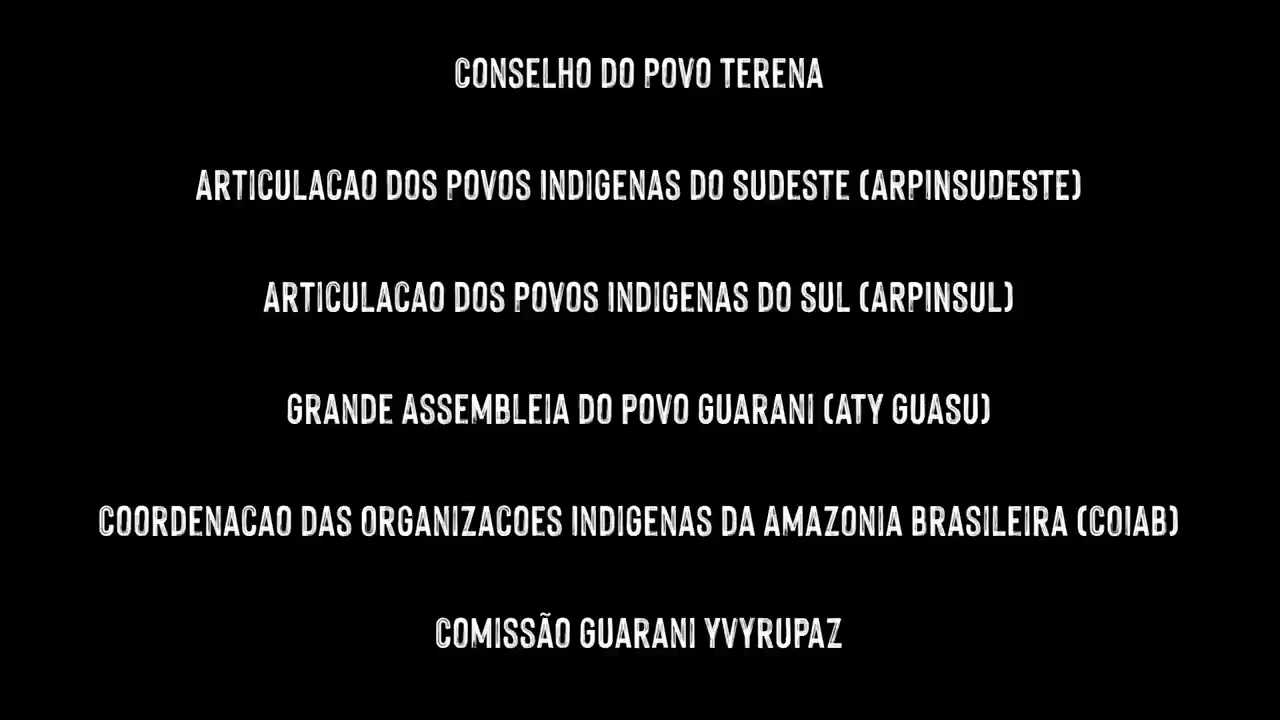 CONSELHO DO POVO TERENA
ARTICULACAO DOS POVOS INDIGENAS DO SUDESTE (ARPINSUDESTE)
ARTICULACAO DOS POVOS INDIGENAS DO SUL (ARPINSUL)
GRANDE ASSEMBLEIA DO POVO GUARANI (ATY GUASU)
COORDENACAO DAS ORGANIZACOES INDIGENAS DA AMAZONIA BRASILEIRA (COIAB)
COMISSÃO GUARANI YVYRUPAZ